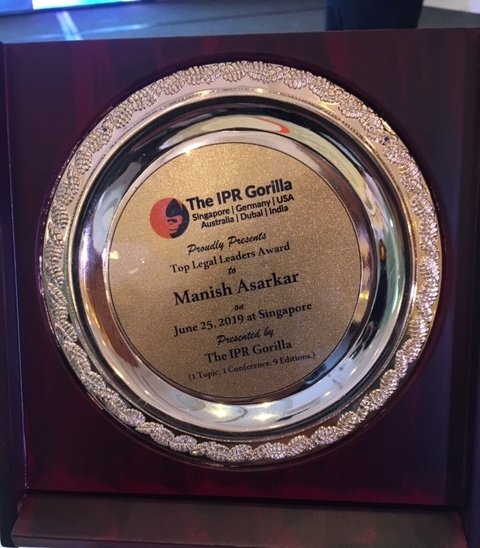 The IPR Gorilla
Singapore | Germany | USA
Australia | Dubai | India
Proudly Presents
Top Legal Leaders Award
to
Manish Asarkar
on
June 25, 2019 at Singapore
Presented by
The IPR Gorilla
(1 Topic. 1 Conference. 9 Editions.)